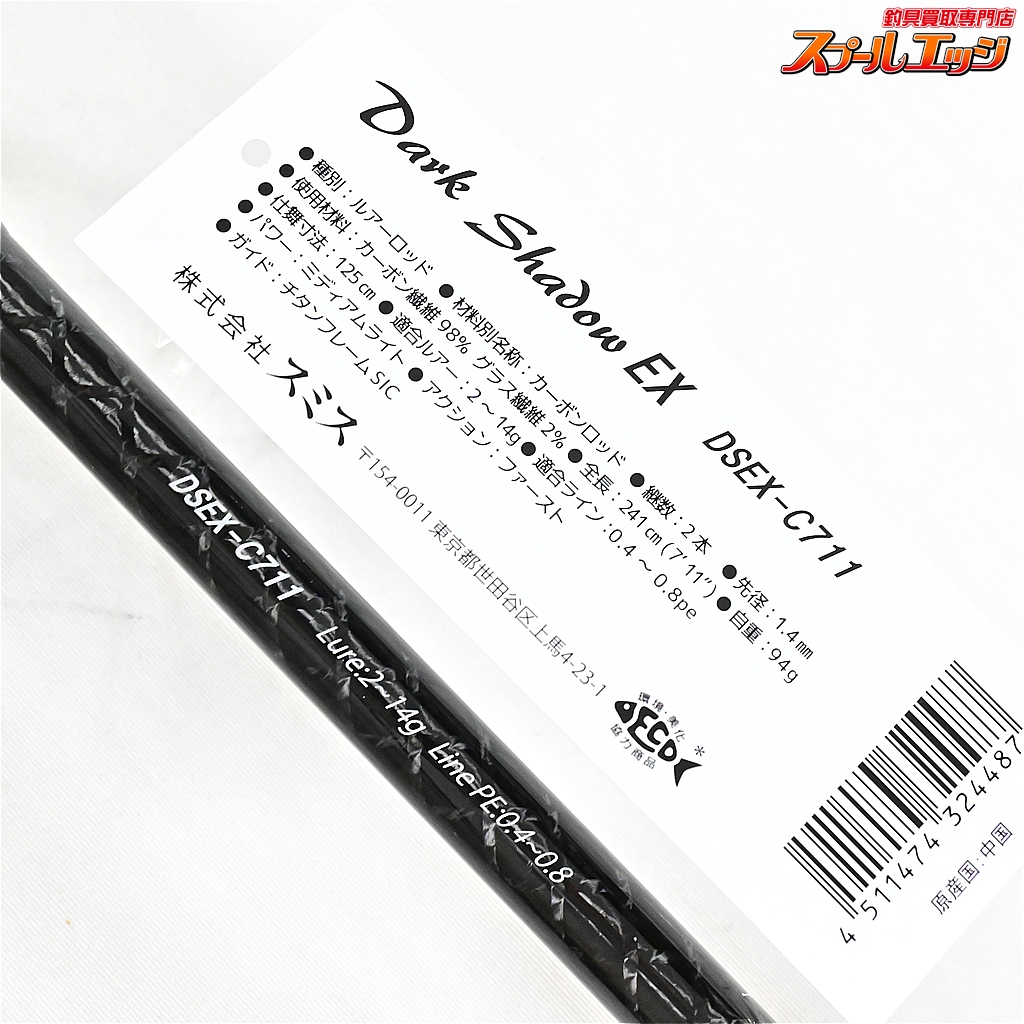 釣具買取専門店
スプールエッジ
Dark Shadow EX DSEX-C711
●種別:ルアーロッド ●材料別名称:カーボンロッド ●継数:2本 ●先径:1.4mm
●使用材料:カーボン繊維98% グラス繊維2% ●全長:241cm(7'11") ●自重:94g
●仕舞寸法:125cm ●適合ルアー:2~14g ●適合ライン:0.4~0.8pe
●パワー:ミディアムライト ●アクション:ファースト
●ガイド:チタンフレームSIC
株式会社スミス 〒154-0011 東京都世田谷区上馬4-23-1
環境・美化
ECO
協力商品
*
4 511474 324487
原産国:中国
DSEX-C711 Lure:2~14g Line PE:0.4~0.8